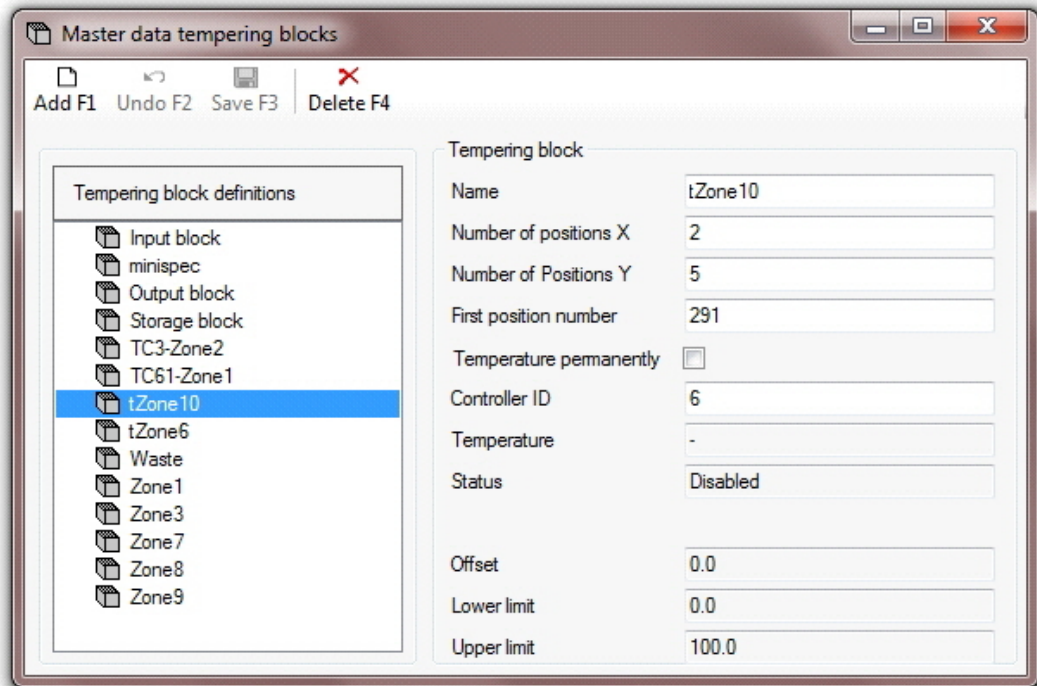 Master data tempering blocks
Add F1 Undo F2 Save F3 Delete F4
Tempering block definitions
Input block
minispec
Output block
Storage block
TC3-Zone2
TC61-Zone1
tZone10
tZone6
Waste
Zone1
Zone3
Zone7
Zone8
Zone9
Tempering block
Name tZone10
Number of positions X 2
Number of Positions Y 5
First position number 291
Temperature permanently
Controller ID 6
Temperature -
Status Disabled
Offset 0.0
Lower limit 0.0
Upper limit 100.0